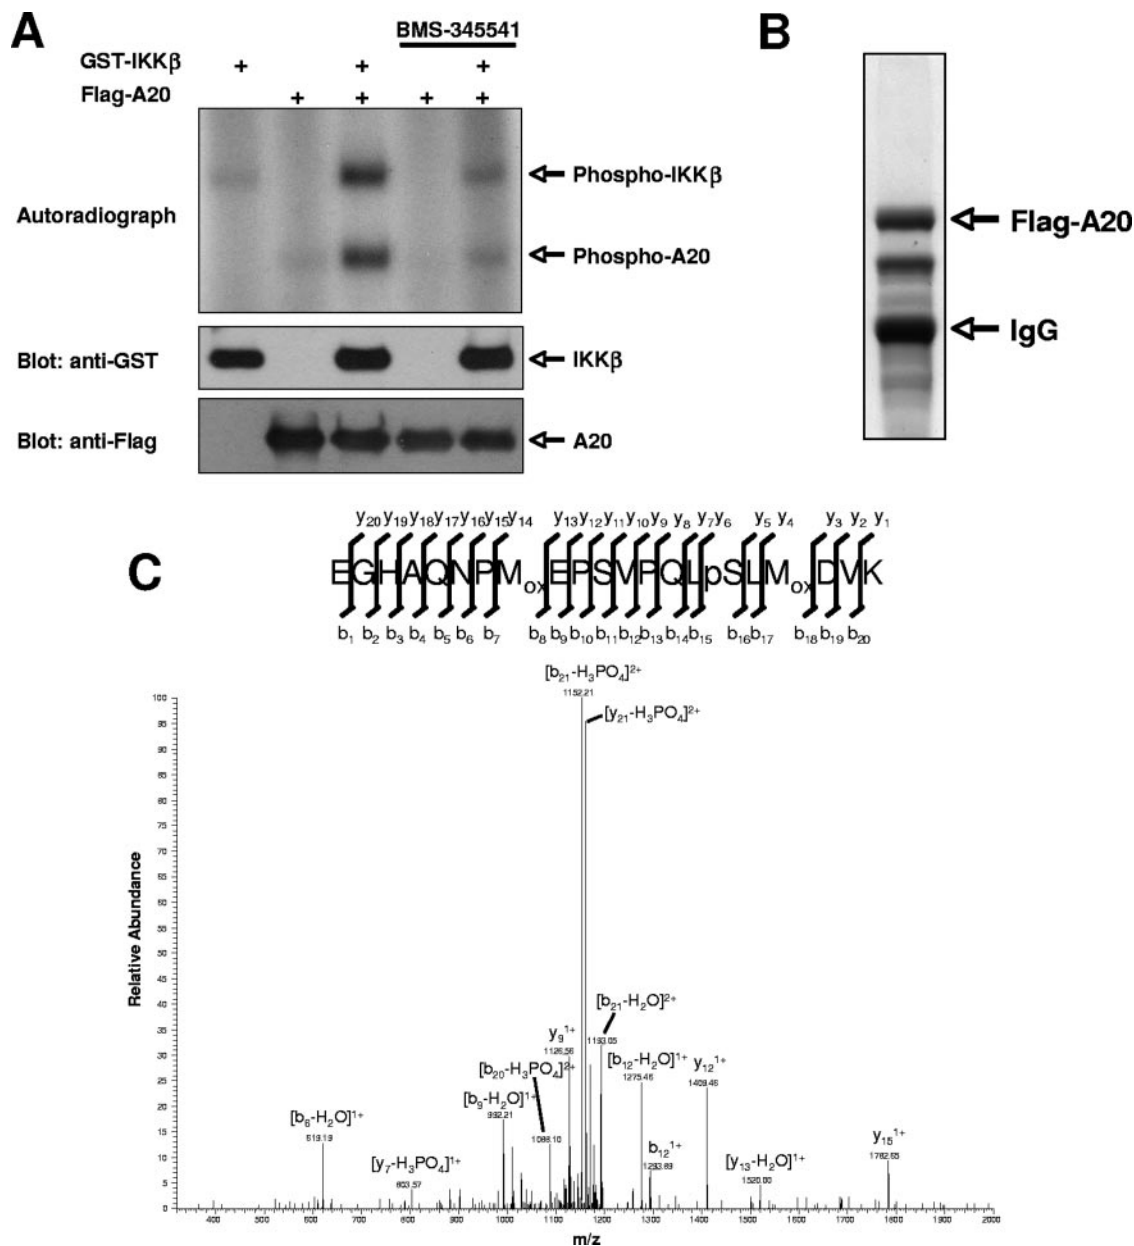 A
BMS-345541
GST-IKKβ + + +
Flag-A20 + + + +
Autoradiograph
Phospho-IKKβ
Phospho-A20
Blot: anti-GST
IKKβ
Blot: anti-Flag
A20
B
Flag-A20
IgG
C
y20 y19 y18 y17 y16 y15 y14 y13 y12 y11 y10 y9 y8 y7 y6 y5 y4 y3 y2 y1
EGHAQNPMoxEPSVPQLpSLMoxDVK
b1 b2 b3 b4 b5 b6 b7 b8 b9 b10 b11 b12 b13 b14 b15 b16 b17 b18 b19 b20
[b21-H3PO4]2+
1152.21
[y21-H3PO4]2+
[b21-H2O]2+
1193.05
y9 1+
1126.56
[b20-H3PO4]2+
1088.10
[b12-H2O]1+
1275.46
y12 1+
1409.46
[b9-H2O]1+
992.21
[b6-H2O]1+
619.19
[y7-H3PO4]1+
803.57
b12 1+
1293.69
[y13-H2O]1+
1520.00
y15 1+
1782.65
Relative Abundance
100
95
90
85
80
75
70
65
60
55
50
45
40
35
30
25
20
15
10
5
0
400 500 600 700 800 900 1000 1100 1200 1300 1400 1500 1600 1700 1800 1900 2000
m/z